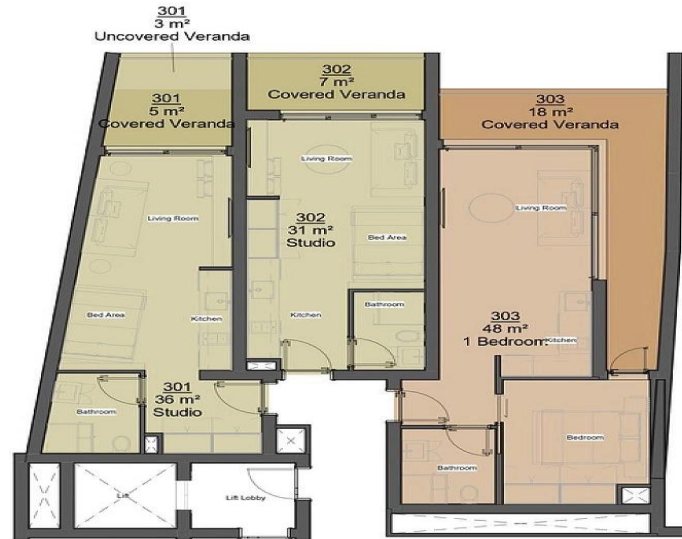 301
3 m²
Uncovered Veranda
301
5 m²
Covered Veranda
302
7 m²
Covered Veranda
303
18 m²
Covered Veranda
Living Room
Living Room
Living Room
302
31 m²
Studio
Bed Area
Bed Area
Kitchen
Kitchen
Bathroom
303
48 m²
1 Bedroom
Kitchen
301
36 m²
Studio
Bathroom
Bathroom
Bedroom
Lift
Lift Lobby